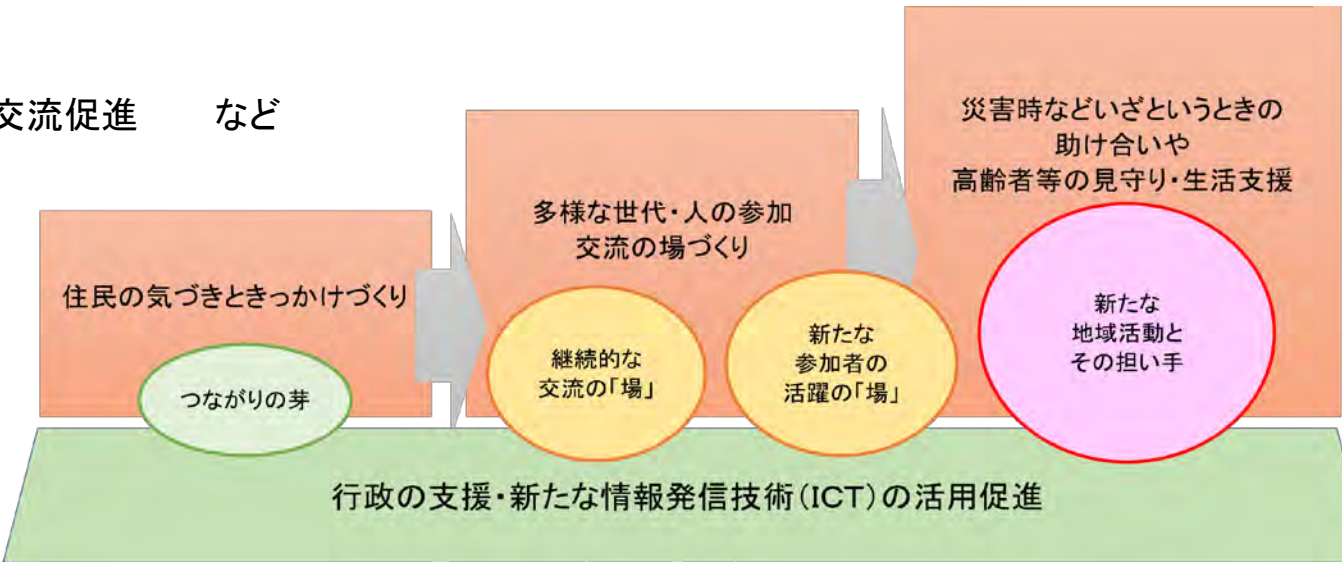 交流促進　　など
住民の気づきときっかけづくり
つながりの芽
多様な世代・人の参加
交流の場づくり
継続的な
交流の「場」
新たな
参加者の
活躍の「場」
災害時などいざというときの
助け合いや
高齢者等の見守り・生活支援
新たな
地域活動と
その担い手
行政の支援・新たな情報発信技術(ICT)の活用促進